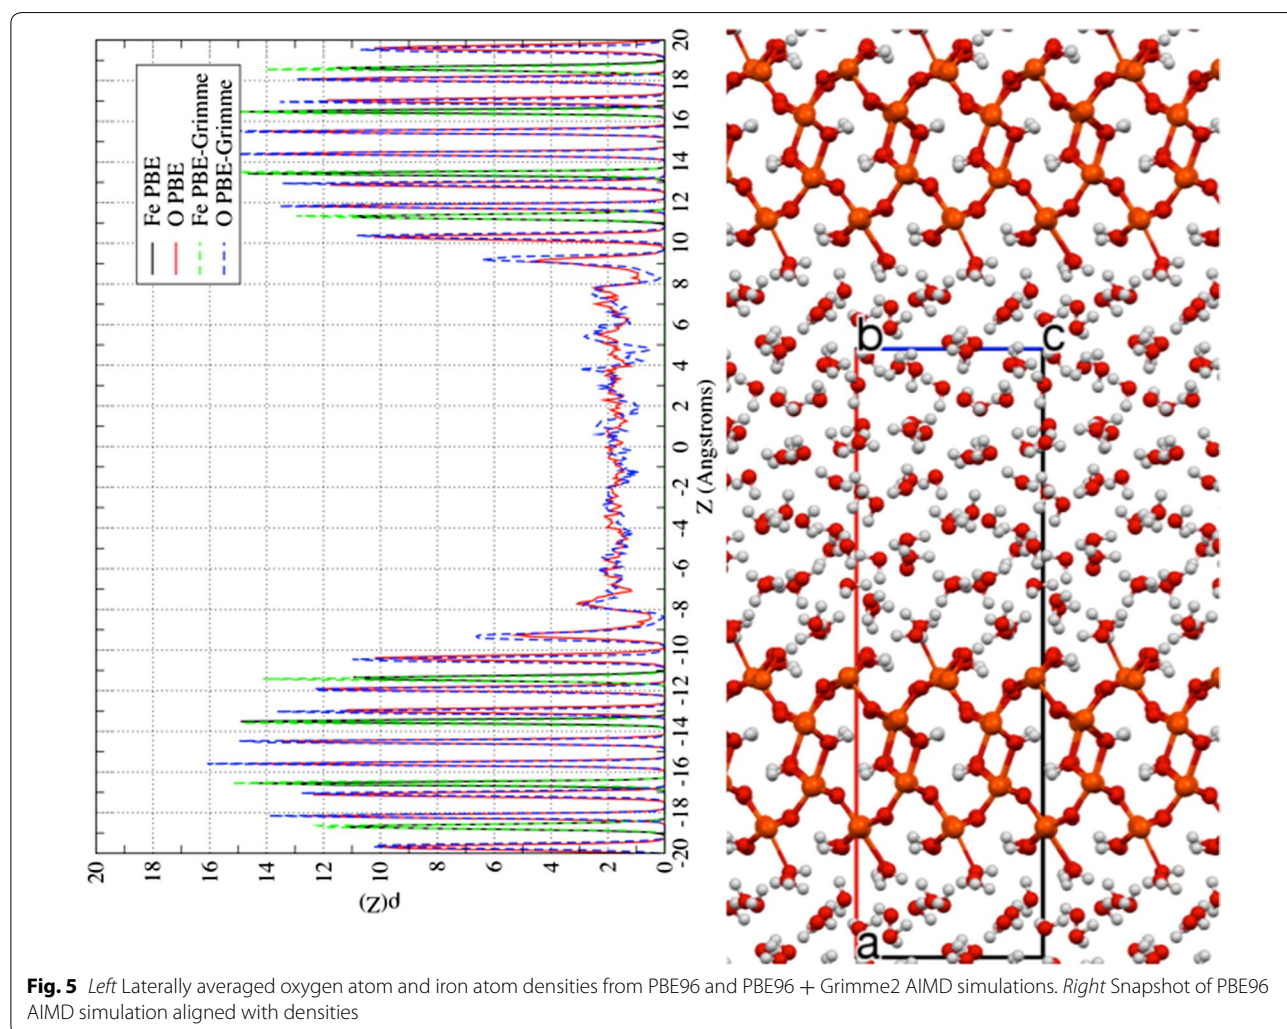 Fe PBE
O PBE
Fe PBE-Grimme
O PBE-Grimme
20
18
16
14
12
10
8
6
4
2
0
-2
-4
-6
-8
-10
-12
-14
-16
-18
-20
Z (Angstroms)
20
18
16
14
12
10
8
6
4
2
0
ρ(Z)
b
c
a
Fig. 5 Left Laterally averaged oxygen atom and iron atom densities from PBE96 and PBE96 + Grimme2 AIMD simulations. Right Snapshot of PBE96
AIMD simulation aligned with densities